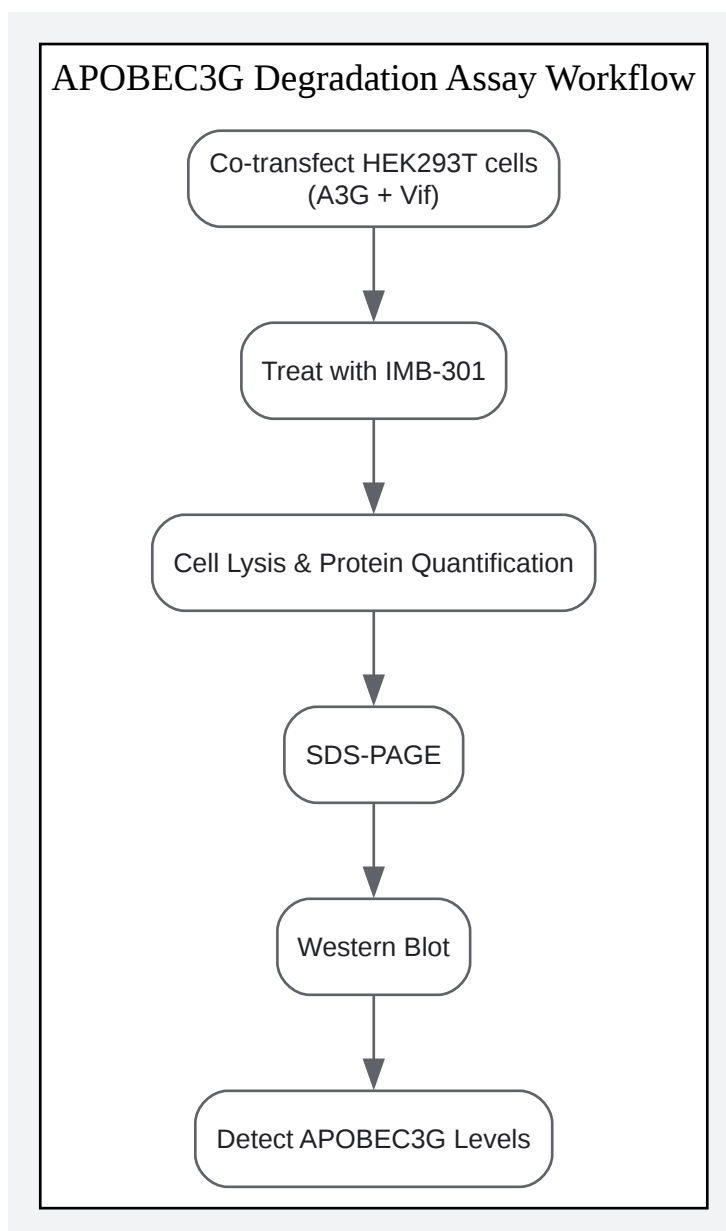 APOBEC3G Degradation Assay Workflow
Co-transfect HEK293T cells
(A3G + Vif)
Treat with IMB-301
Cell Lysis & Protein Quantification
SDS-PAGE
Western Blot
Detect APOBEC3G Levels